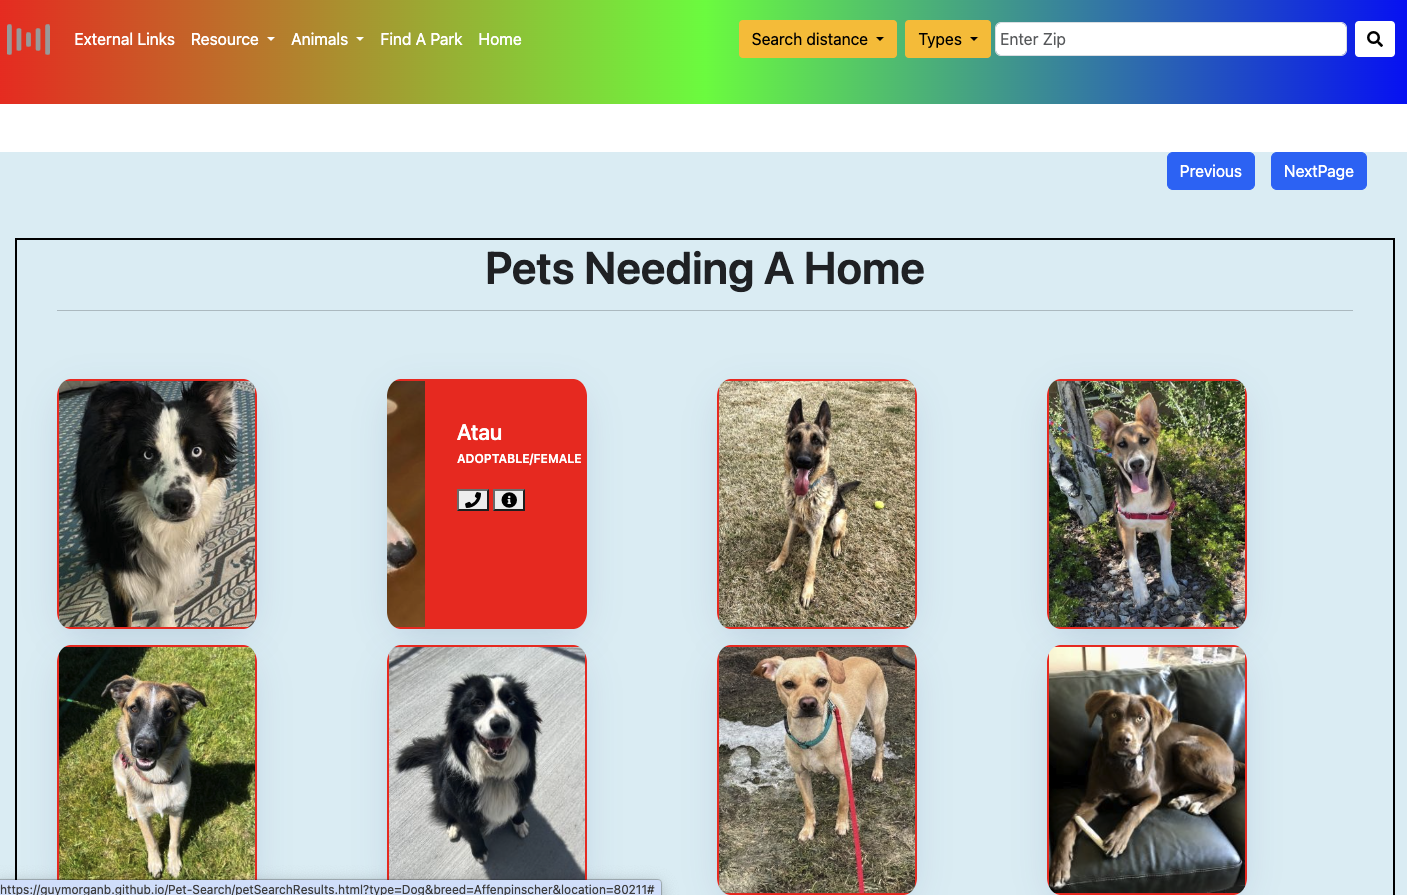 External Links Resource Animals Find A Park Home Search distance Types Enter Zip
Previous NextPage
Pets Needing A Home
Atau
ADOPTABLE/FEMALE
https://guymorganb.github.io/Pet-Search/petSearchResults.html?type=Dog&breed=Affenpinscher&location=80211#